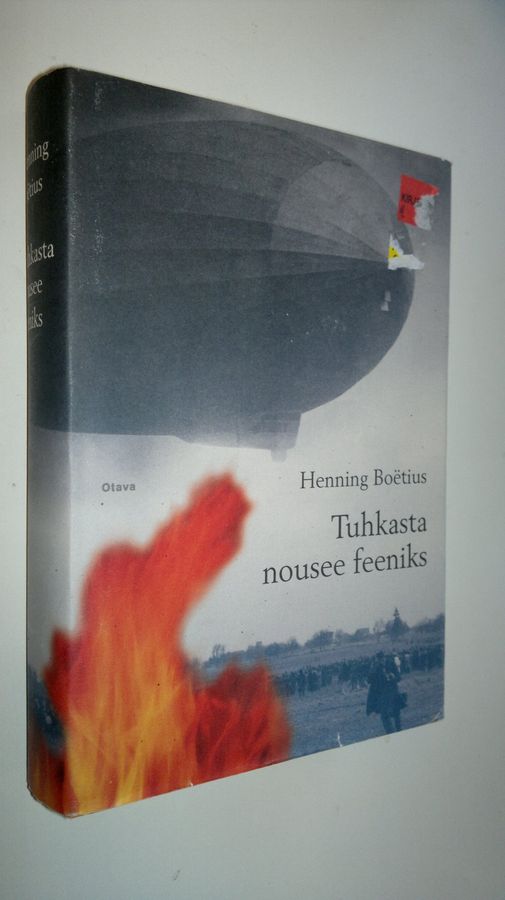 Henning Boëtius
Tuhkasta
nousee feeniks
Otava